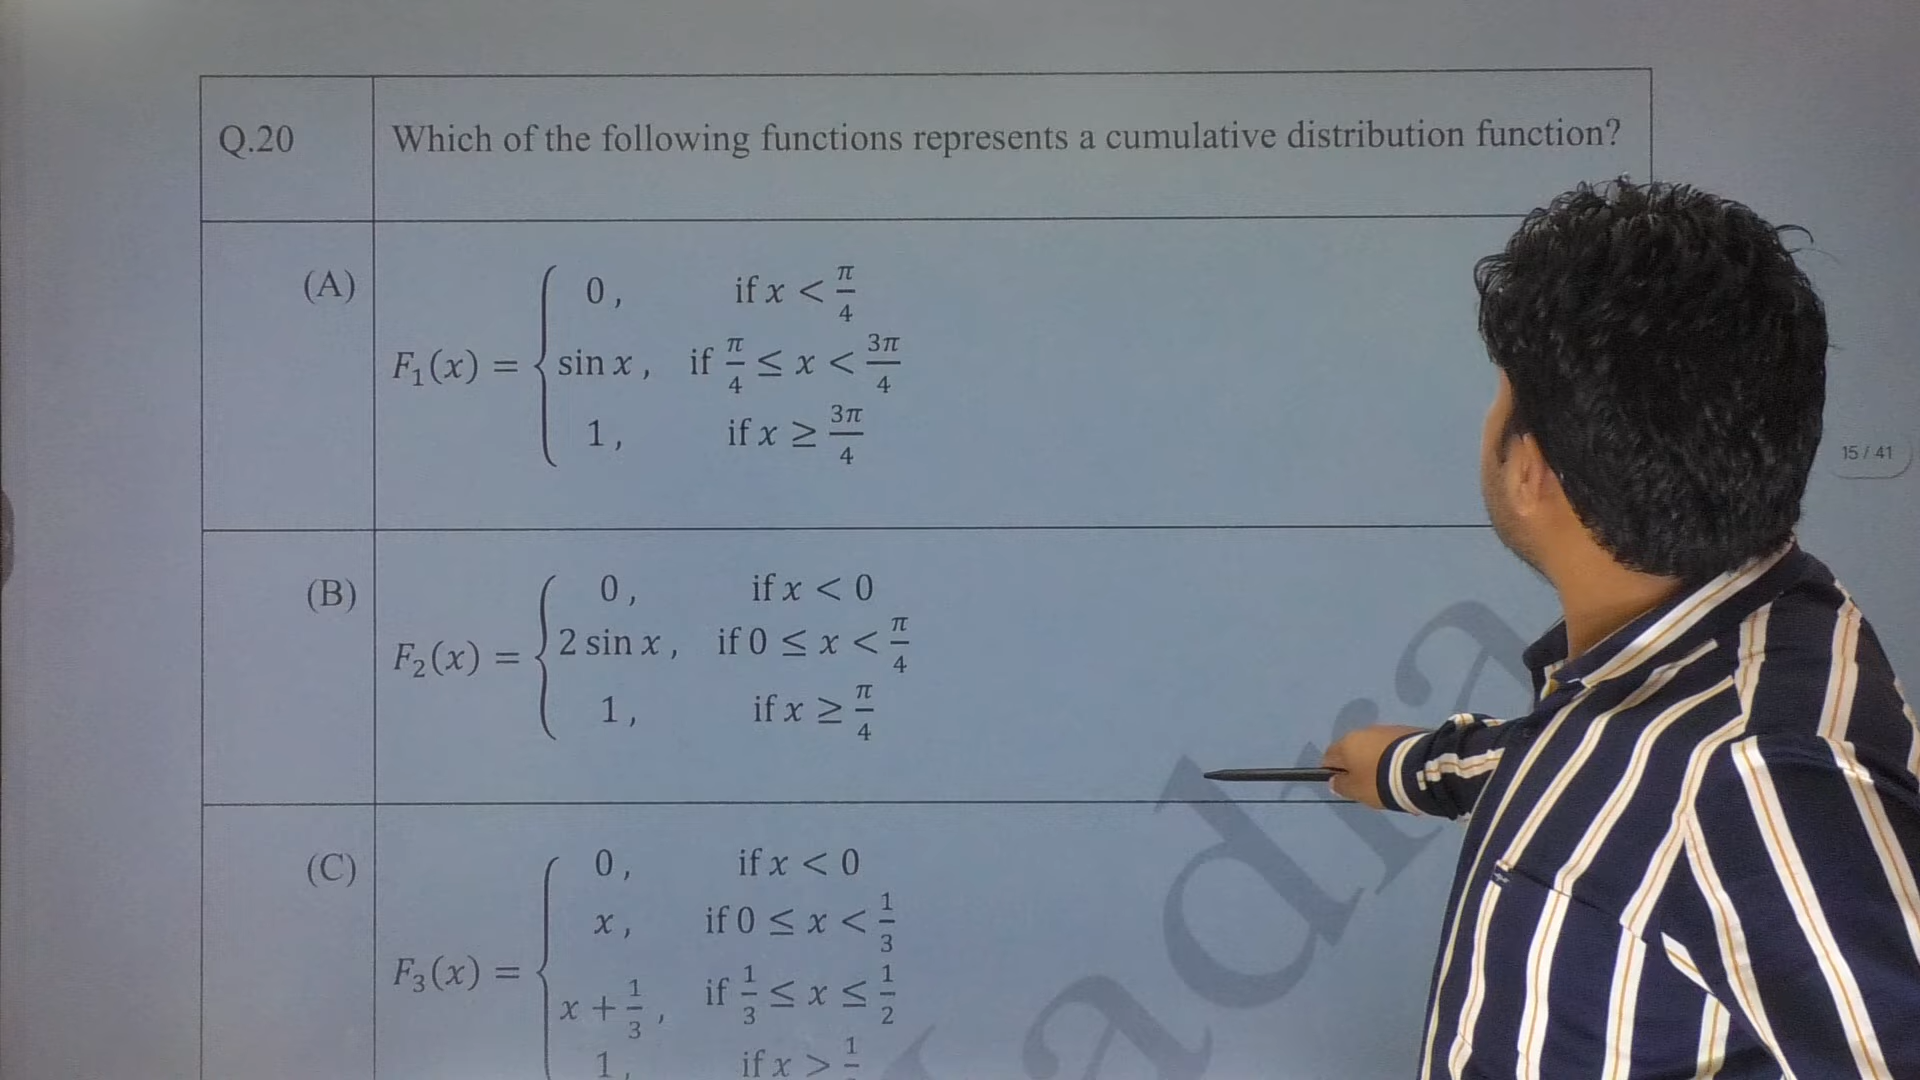 Q.20 Which of the following functions represents a cumulative distribution function?
(A) F₁(x) = { 0, if x < π/4
sin x, if π/4 ≤ x < 3π/4
1, if x ≥ 3π/4
15 / 41
(B) F₂(x) = { 0, if x < 0
2 sin x, if 0 ≤ x < π/4
1, if x ≥ π/4
(C) F₃(x) = { 0, if x < 0
x, if 0 ≤ x < 1/3
x + 1/3, if 1/3 ≤ x ≤ 1/2
1, if x > 1